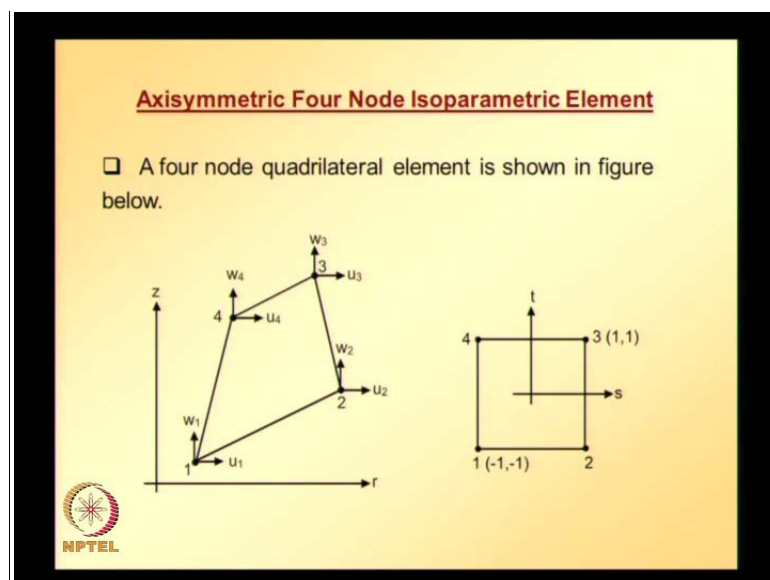 Axisymmetric Four Node Isoparametric Element
❑ A four node quadrilateral element is shown in figure
below.
w₃
3
u₃
w₄
z
4
u₄
w₂
2
u₂
w₁
1
u₁
r
t
4
3 (1,1)
s
1 (-1,-1)
2
NPTEL